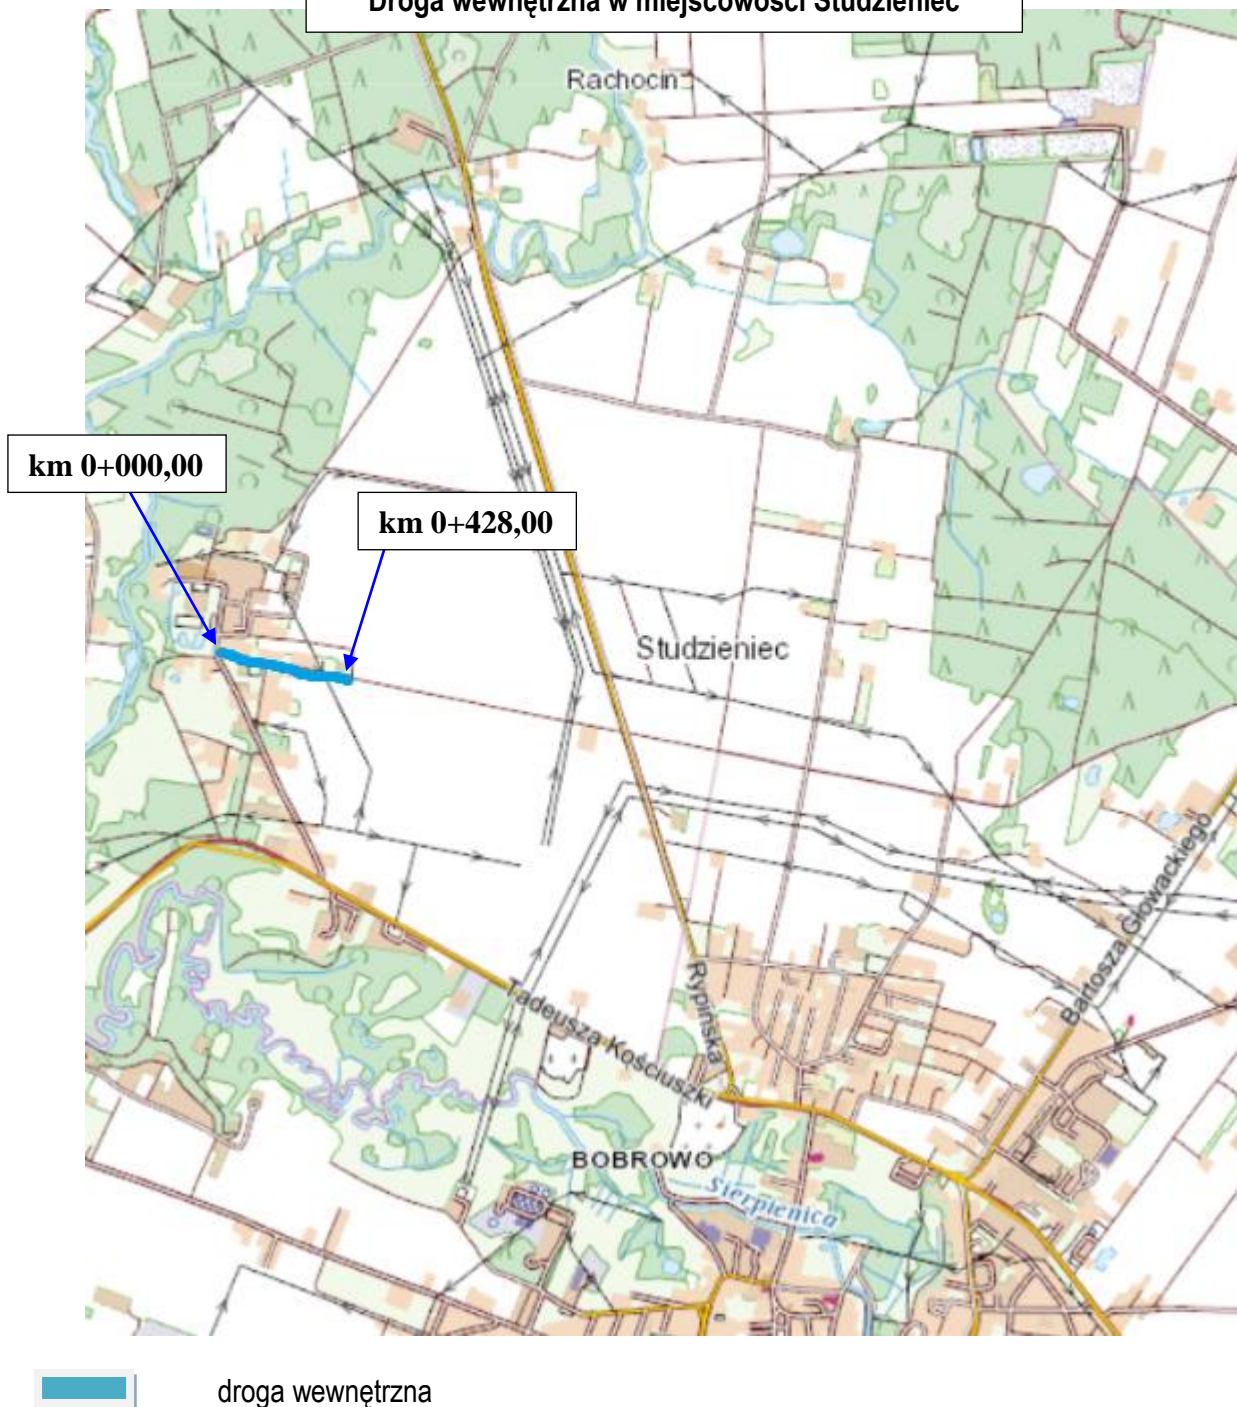 Droga wewnętrzna w miejscowości Studzieniec
Rachocin
km 0+000,00
km 0+428,00
Studzieniec
Bartosza Głowackiego
Rypińska
Tadeusza Kościuszki
BOBROWO
Sierpienica
droga wewnętrzna